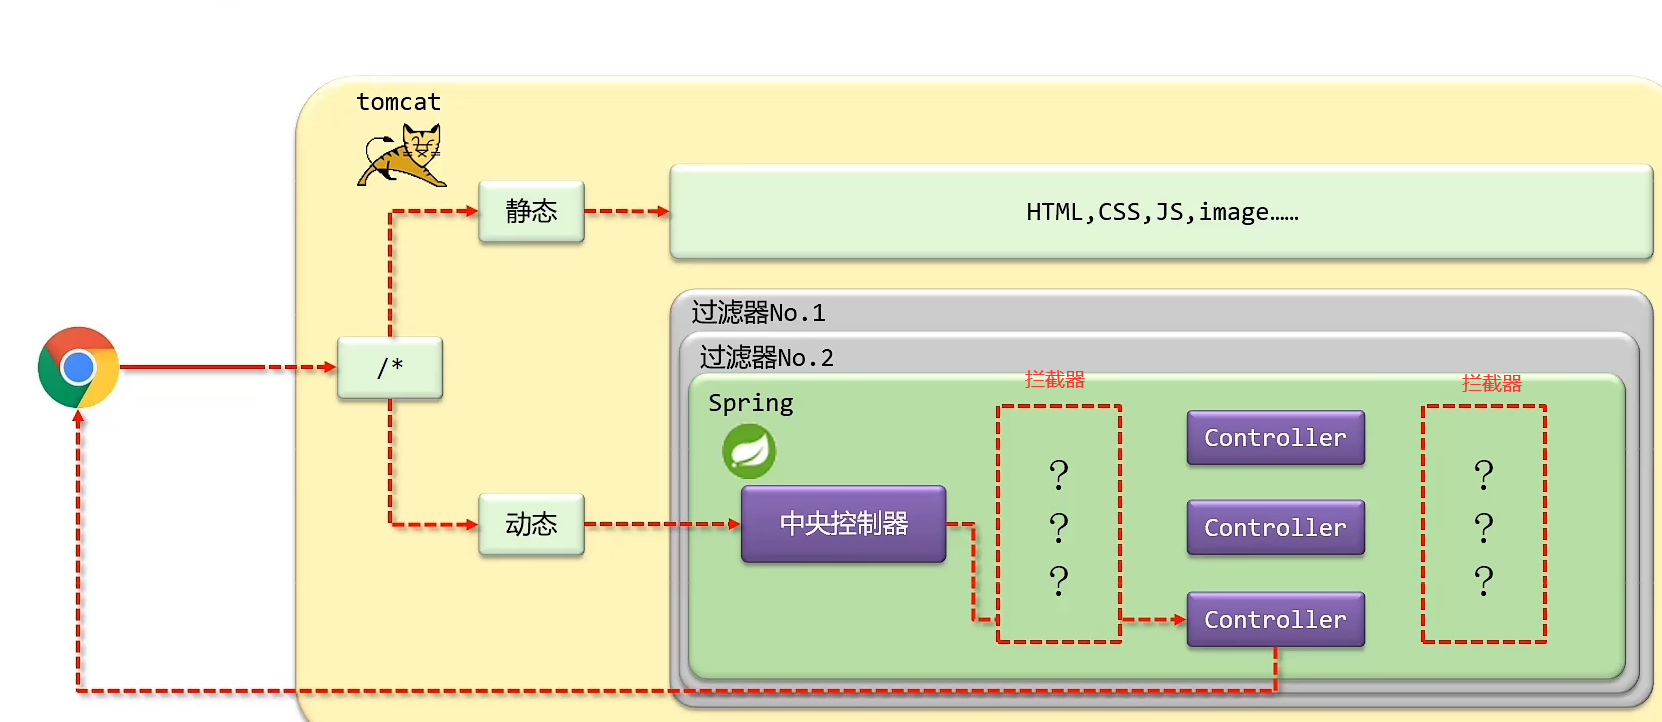 tomcat
静态
HTML,CSS,JS,image……
/*
过滤器No.1
过滤器No.2
拦截器
拦截器
Spring
Controller
?
?
?
?
?
?
动态
中央控制器
Controller
Controller